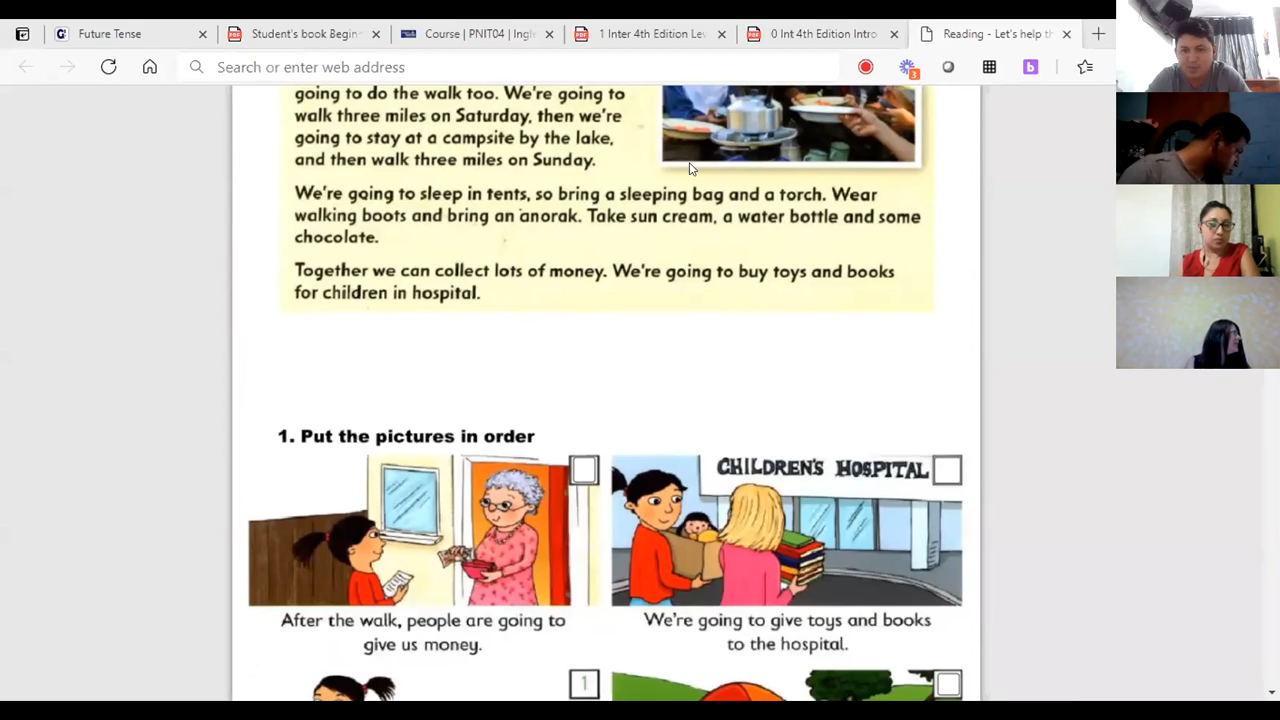 Future Tense
Student's book Begin
Course | PNIT04 | Ingl
1 Inter 4th Edition Lev
0 Int 4th Edition Intro
Reading - Let's help th
Search or enter web address
3
b
going to do the walk too. We're going to
walk three miles on Saturday, then we're
going to stay at a campsite by the lake,
and then walk three miles on Sunday.
We're going to sleep in tents, so bring a sleeping bag and a torch. Wear
walking boots and bring an anorak. Take sun cream, a water bottle and some
chocolate.
Together we can collect lots of money. We're going to buy toys and books
for children in hospital.
1. Put the pictures in order
CHILDREN'S HOSPITAL
After the walk, people are going to
give us money.
We're going to give toys and books
to the hospital.
1